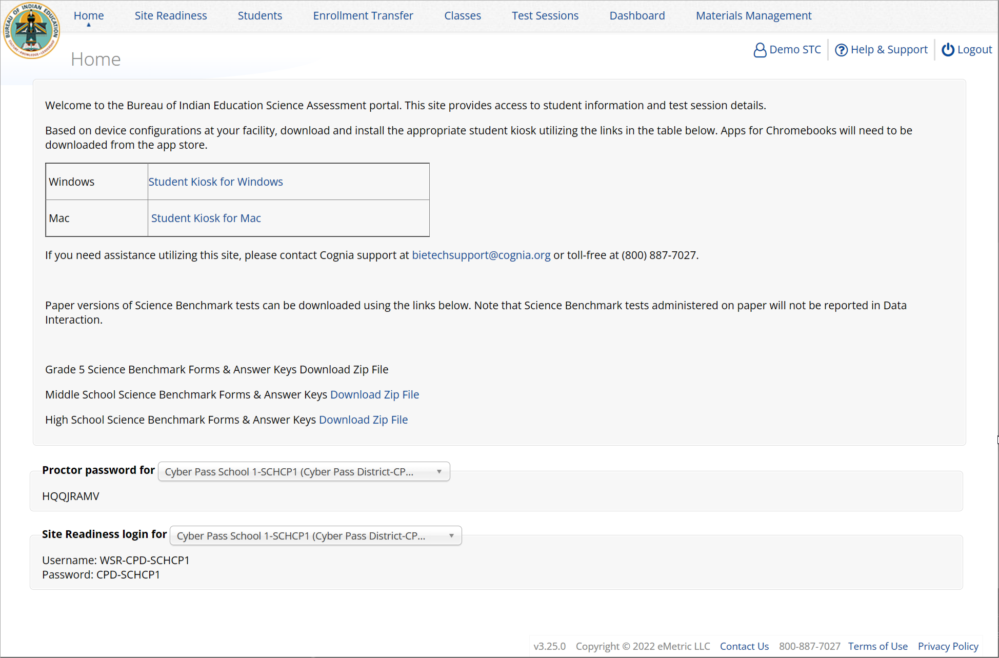 BUREAU OF INDIAN EDUCATION
CULTURE • KNOWLEDGE • LEADERSHIP
Home
Site Readiness
Students
Enrollment Transfer
Classes
Test Sessions
Dashboard
Materials Management
Home
Demo STC
Help & Support
Logout
Welcome to the Bureau of Indian Education Science Assessment portal. This site provides access to student information and test session details.
Based on device configurations at your facility, download and install the appropriate student kiosk utilizing the links in the table below. Apps for Chromebooks will need to be
downloaded from the app store.
Windows
Student Kiosk for Windows
Mac
Student Kiosk for Mac
If you need assistance utilizing this site, please contact Cognia support at bietechsupport@cognia.org or toll-free at (800) 887-7027.
Paper versions of Science Benchmark tests can be downloaded using the links below. Note that Science Benchmark tests administered on paper will not be reported in Data
Interaction.
Grade 5 Science Benchmark Forms & Answer Keys Download Zip File
Middle School Science Benchmark Forms & Answer Keys Download Zip File
High School Science Benchmark Forms & Answer Keys Download Zip File
Proctor password for
Cyber Pass School 1-SCHCP1 (Cyber Pass District-CP...
HQQJRAMV
Site Readiness login for
Cyber Pass School 1-SCHCP1 (Cyber Pass District-CP...
Username: WSR-CPD-SCHCP1
Password: CPD-SCHCP1
v3.25.0
Copyright © 2022 eMetric LLC
Contact Us
800-887-7027
Terms of Use
Privacy Policy